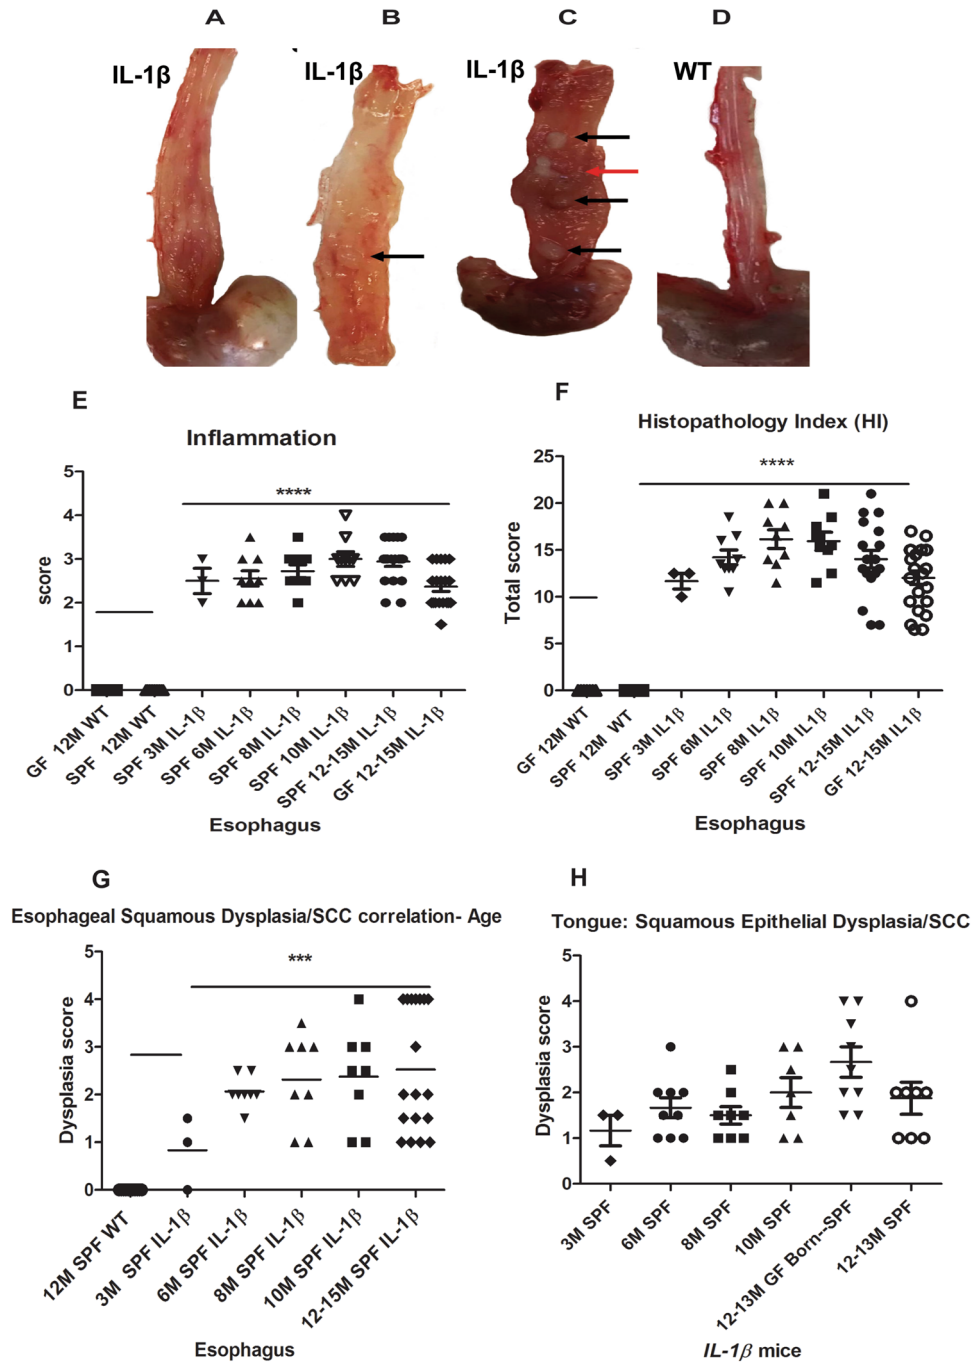 A
B
C
D
IL-1β
IL-1β
IL-1β
WT
E
Inflammation
****
5
4
3
2
1
0
score
GF 12M WT
SPF 12M WT
SPF 3M IL-1β
SPF 6M IL-1β
SPF 8M IL-1β
SPF 10M IL-1β
SPF 12-15M IL-1β
GF 12-15M IL-1β
Esophagus
F
Histopathology Index (HI)
****
25
20
15
10
5
0
Total score
GF 12M WT
SPF 12M WT
SPF 3M IL1β
SPF 6M IL1β
SPF 8M IL1β
SPF 10M IL1β
SPF 12-15M IL1β
GF 12-15M IL1β
Esophagus
G
Esophageal Squamous Dysplasia/SCC correlation- Age
***
5
4
3
2
1
0
Dysplasia score
12M SPF WT
3M SPF IL-1β
6M SPF IL-1β
8M SPF IL-1β
10M SPF IL-1β
12-15M SPF IL-1β
Esophagus
H
Tongue: Squamous Epithelial Dysplasia/SCC
5
4
3
2
1
0
Dysplasia score
3M SPF
6M SPF
8M SPF
10M SPF
12-13M GF Born--SPF
12-13M SPF
IL-1β mice